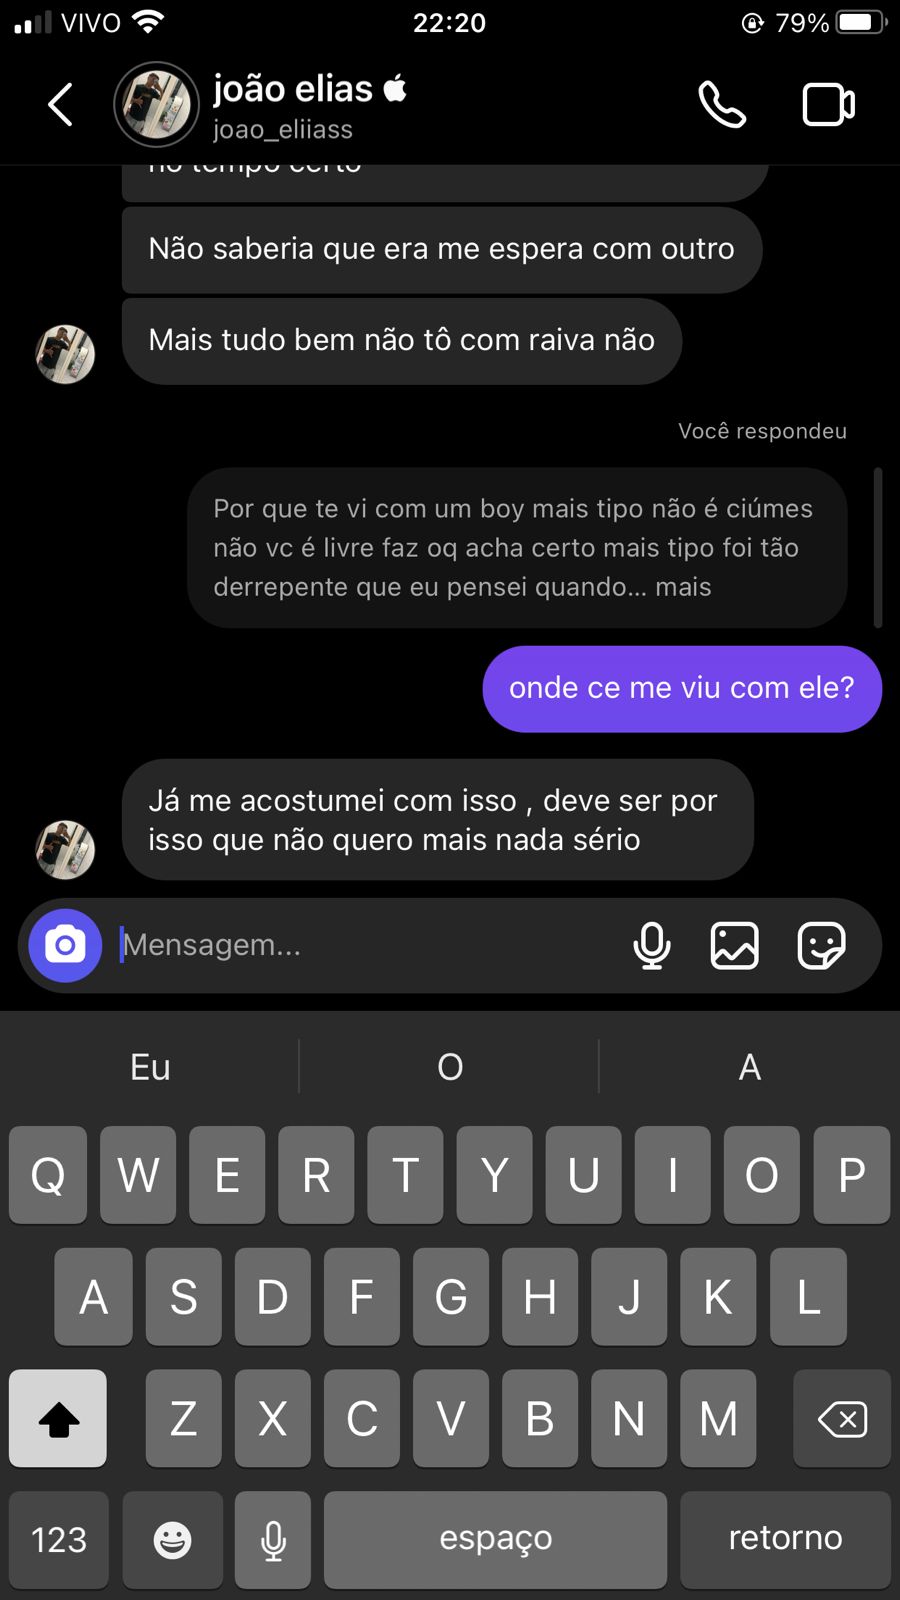 VIVO
22:20
79%
joão elias
joao_eliiass
no tempo certo
Não saberia que era me espera com outro
Mais tudo bem não tô com raiva não
Você respondeu
Por que te vi com um boy mais tipo não é ciúmes
não vc é livre faz oq acha certo mais tipo foi tão
derrepente que eu pensei quando... mais
onde ce me viu com ele?
Já me acostumei com isso , deve ser por
isso que não quero mais nada sério
Mensagem...
Eu O A
Q W E R T Y U I O P
A S D F G H J K L
Z X C V B N M
123 espaço retorno